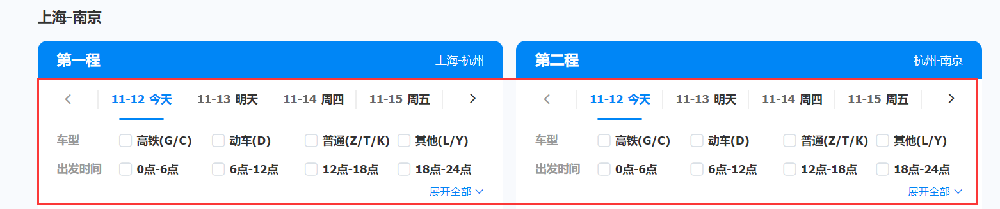 上海-南京
第一程 上海-杭州
11-12 今天 11-13 明天 11-14 周四 11-15 周五
车型 高铁(G/C) 动车(D) 普通(Z/T/K) 其他(L/Y)
出发时间 0点-6点 6点-12点 12点-18点 18点-24点
展开全部
第二程 杭州-南京
11-12 今天 11-13 明天 11-14 周四 11-15 周五
车型 高铁(G/C) 动车(D) 普通(Z/T/K) 其他(L/Y)
出发时间 0点-6点 6点-12点 12点-18点 18点-24点
展开全部